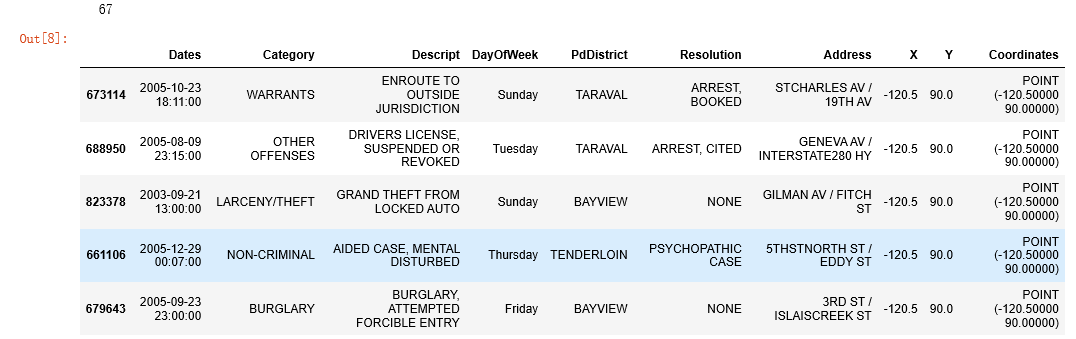 67
Out[8]:
Dates Category Descript DayOfWeek PdDistrict Resolution Address X Y Coordinates
673114 2005-10-23 18:11:00 WARRANTS ENROUTE TO OUTSIDE JURISDICTION Sunday TARAVAL ARREST, BOOKED STCHARLES AV / 19TH AV -120.5 90.0 POINT (-120.50000 90.00000)
688950 2005-08-09 23:15:00 OTHER OFFENSES DRIVERS LICENSE, SUSPENDED OR REVOKED Tuesday TARAVAL ARREST, CITED GENEVA AV / INTERSTATE280 HY -120.5 90.0 POINT (-120.50000 90.00000)
823378 2003-09-21 13:00:00 LARCENY/THEFT GRAND THEFT FROM LOCKED AUTO Sunday BAYVIEW NONE GILMAN AV / FITCH ST -120.5 90.0 POINT (-120.50000 90.00000)
661106 2005-12-29 00:07:00 NON-CRIMINAL AIDED CASE, MENTAL DISTURBED Thursday TENDERLOIN PSYCHOPATHIC CASE 5THSTNORTH ST / EDDY ST -120.5 90.0 POINT (-120.50000 90.00000)
679643 2005-09-23 23:00:00 BURGLARY BURGLARY, ATTEMPTED FORCIBLE ENTRY Friday BAYVIEW NONE 3RD ST / ISLAISCREEK ST -120.5 90.0 POINT (-120.50000 90.00000)